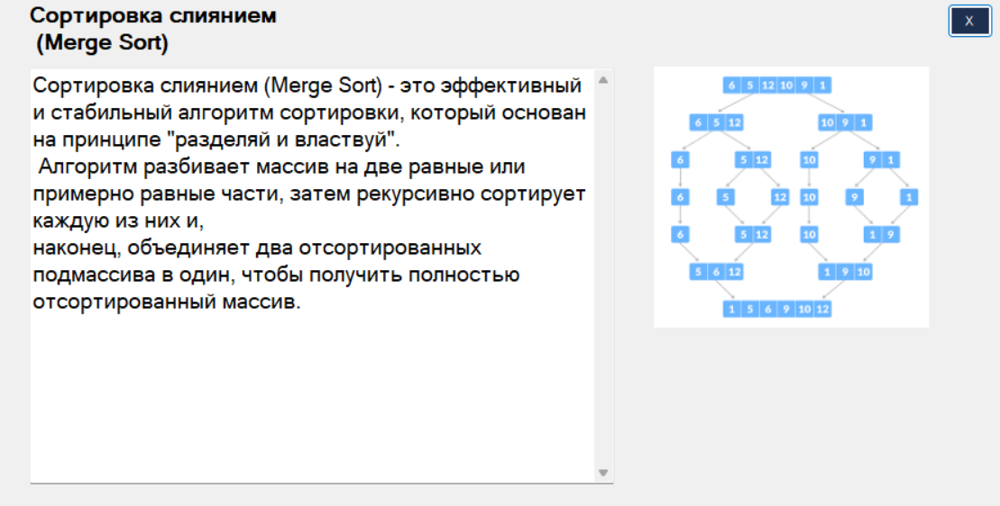 Сортировка слиянием
(Merge Sort)
X
Сортировка слиянием (Merge Sort) - это эффективный
и стабильный алгоритм сортировки, который основан
на принципе "разделяй и властвуй".
Алгоритм разбивает массив на две равные или
примерно равные части, затем рекурсивно сортирует
каждую из них и,
наконец, объединяет два отсортированных
подмассива в один, чтобы получить полностью
отсортированный массив.
6 5 12 10 9 1
6 5 12 10 9 1
6 5 12 10 9 1
6 5 12 10 9 1
6 5 12 10 1 9
5 6 12 1 9 10
1 5 6 9 10 12